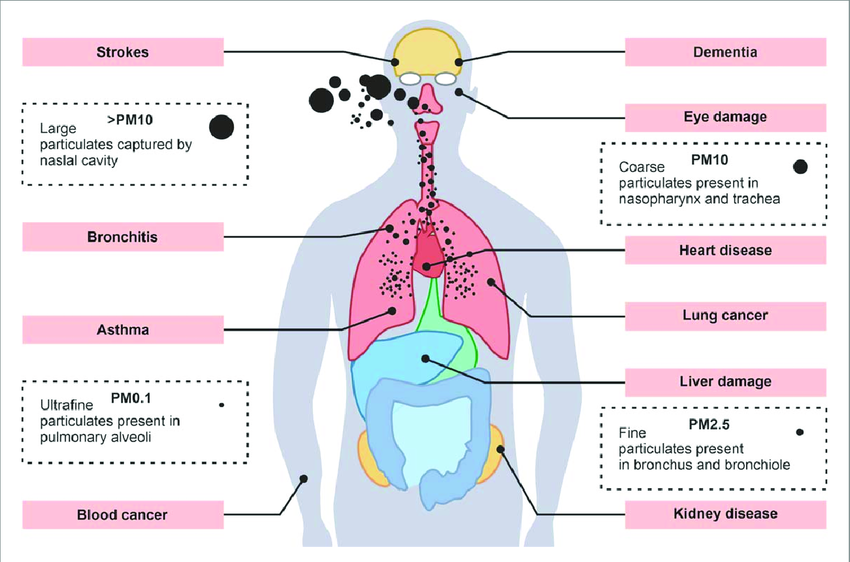 Strokes
Dementia
>PM10
Large
particulates captured by
naslal cavity
Eye damage
PM10
Coarse
particulates present in
nasopharynx and trachea
Bronchitis
Heart disease
Lung cancer
Asthma
Liver damage
PM0.1
Ultrafine
particulates present in
pulmonary alveoli
PM2.5
Fine
particulates present
in bronchus and bronchiole
Blood cancer
Kidney disease